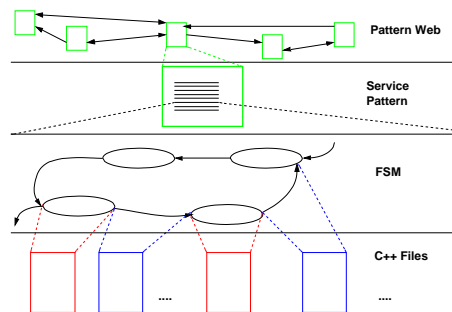 Pattern Web
Service
Pattern
FSM
C++ Files
....
....